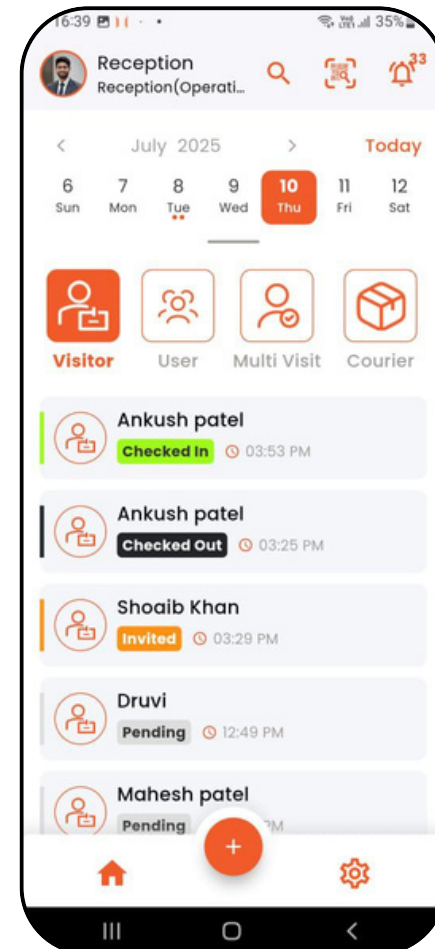 16:39 35%
Reception
Reception(Operati...
33
July 2025 Today
6 7 8 9 10 11 12
Sun Mon Tue Wed Thu Fri Sat
Visitor User Multi Visit Courier
Ankush patel
Checked In 03:53 PM
Ankush patel
Checked Out 03:25 PM
Shoaib Khan
Invited 03:29 PM
Druvi
Pending 12:49 PM
Mahesh patel
Pending PM